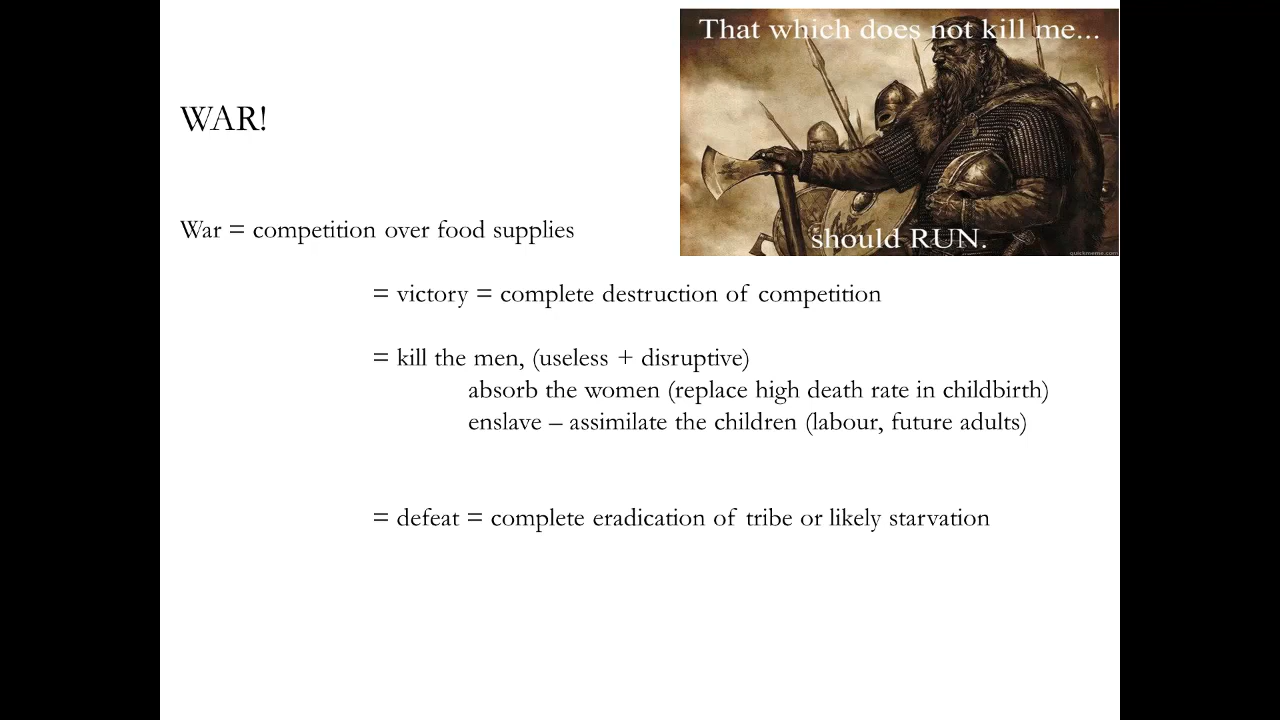 That which does not kill me...
should RUN.
quickmeme.com
WAR!
War = competition over food supplies
= victory = complete destruction of competition
= kill the men, (useless + disruptive)
absorb the women (replace high death rate in childbirth)
enslave – assimilate the children (labour, future adults)
= defeat = complete eradication of tribe or likely starvation